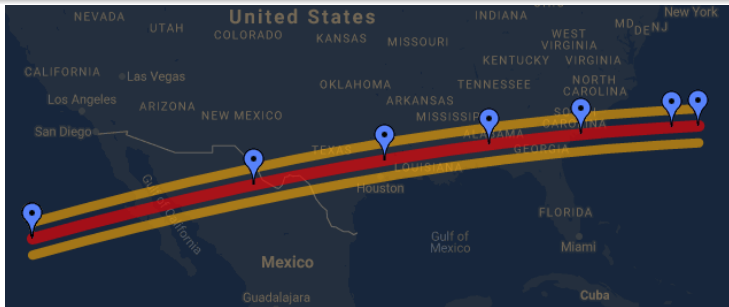 NEVADA
United States
INDIANA
New York
UTAH
COLORADO
KANSAS
MISSOURI
WEST
VIRGINIA
MD
DE
NJ
KENTUCKY
VIRGINIA
CALIFORNIA
Las Vegas
OKLAHOMA
TENNESSEE
NORTH
CAROLINA
Los Angeles
ARIZONA
NEW MEXICO
ARKANSAS
MISSISSIPPI
CAROLINA
San Diego
ALABAMA
TEXAS
GEORGIA
LOUISIANA
Gulf of California
Houston
FLORIDA
Gulf of
Mexico
Miami
Mexico
Guadalajara
Cuba